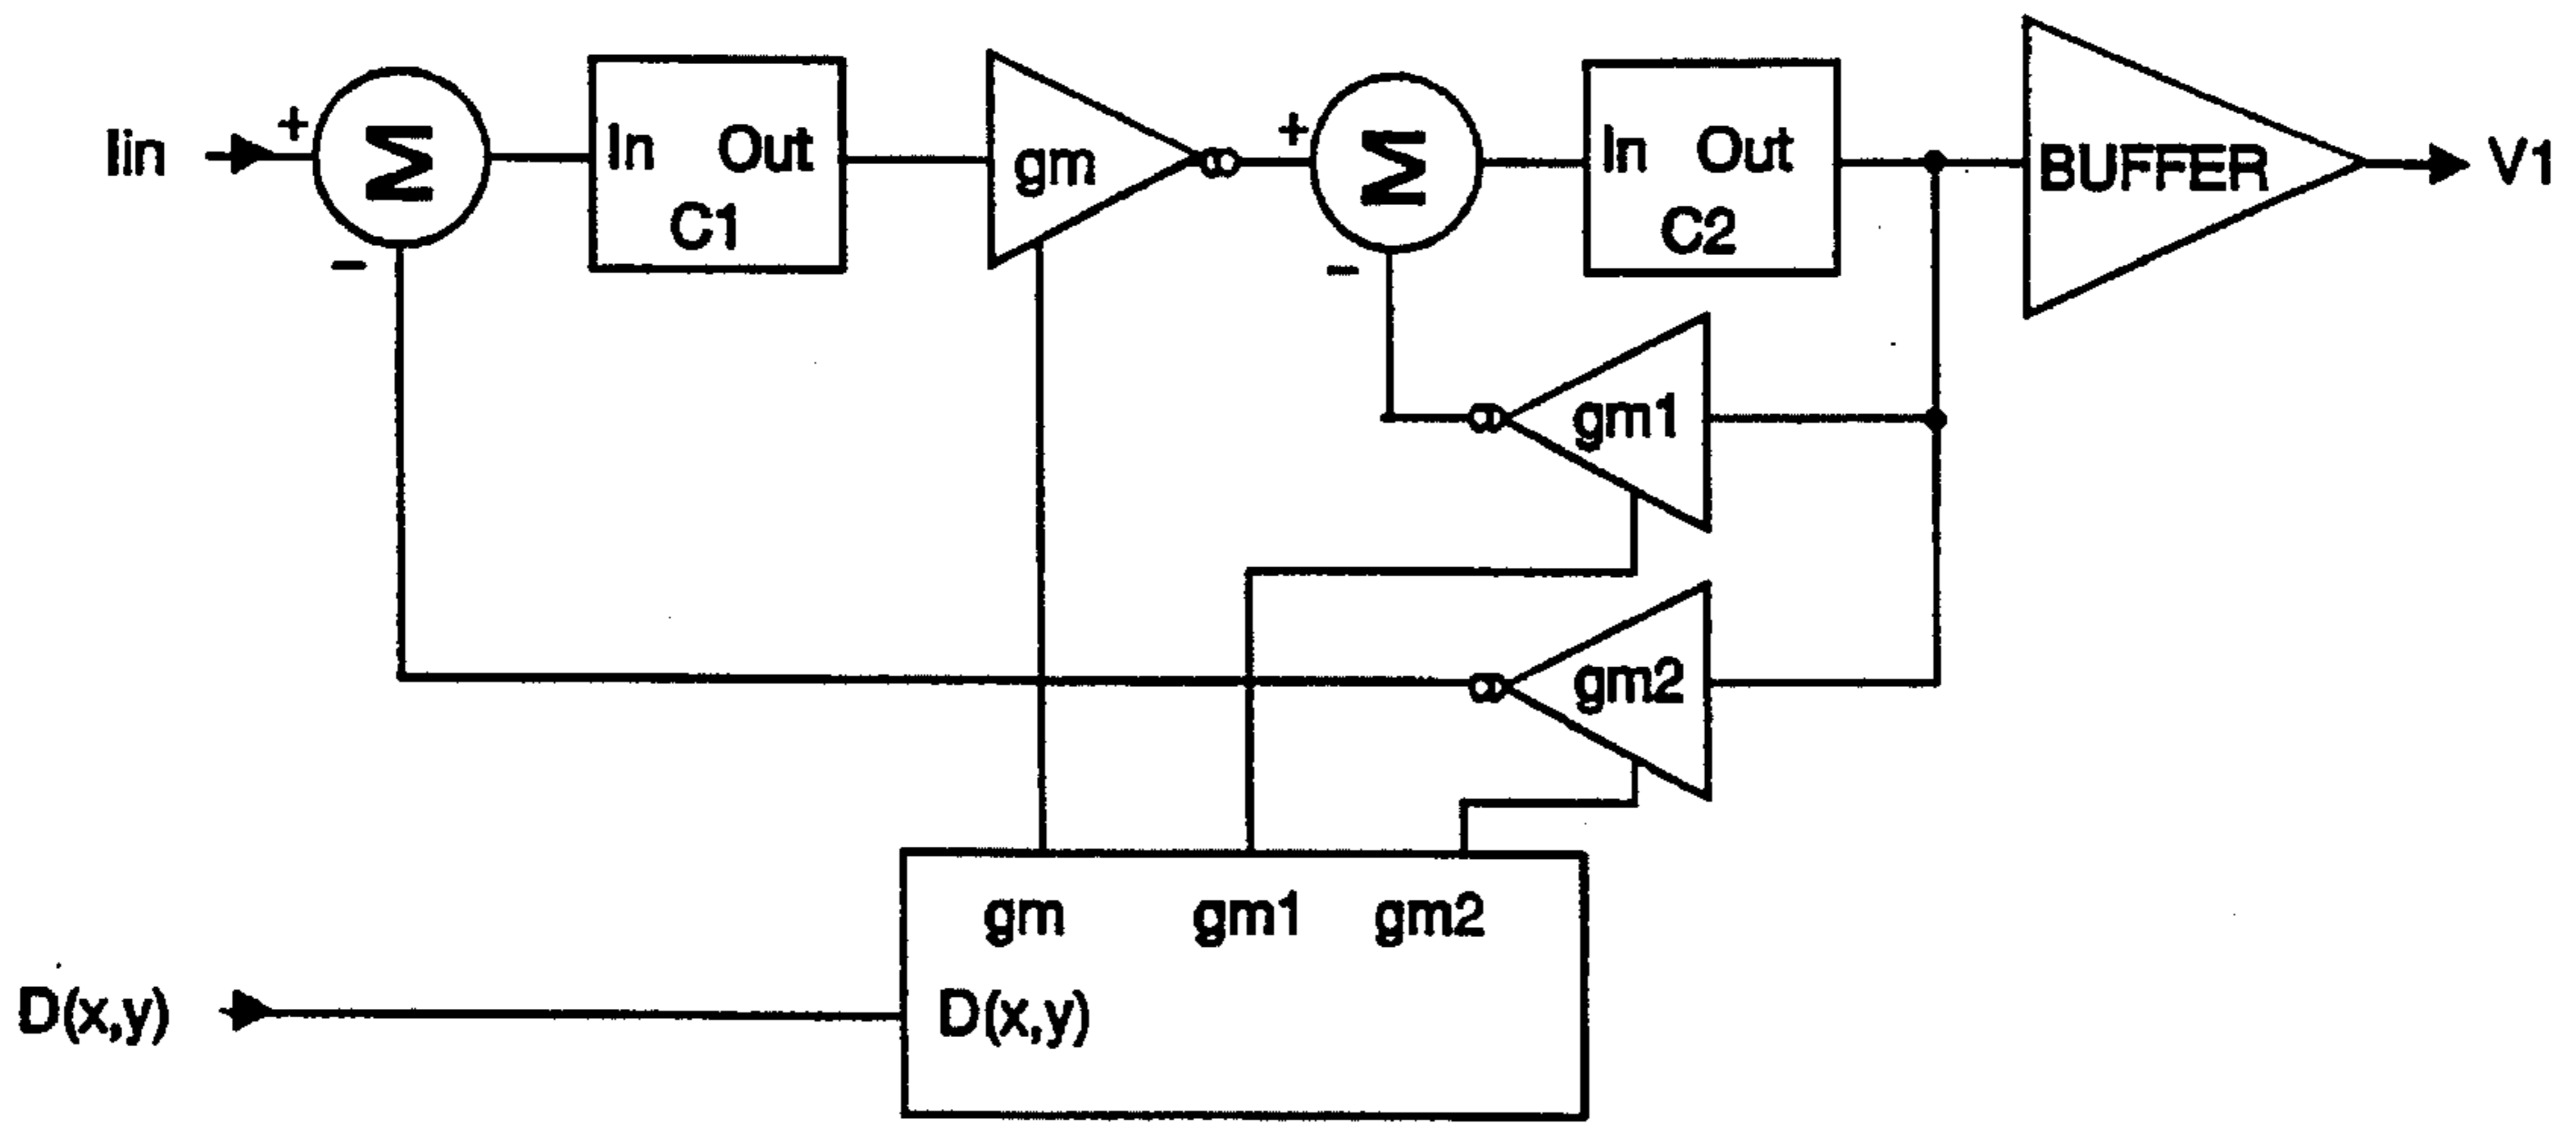 Iin
+
Σ
−
In Out
C1
gm
+
Σ
−
In Out
C2
BUFFER
V1
gm1
gm2
gm gm1 gm2
D(x,y)
D(x,y)